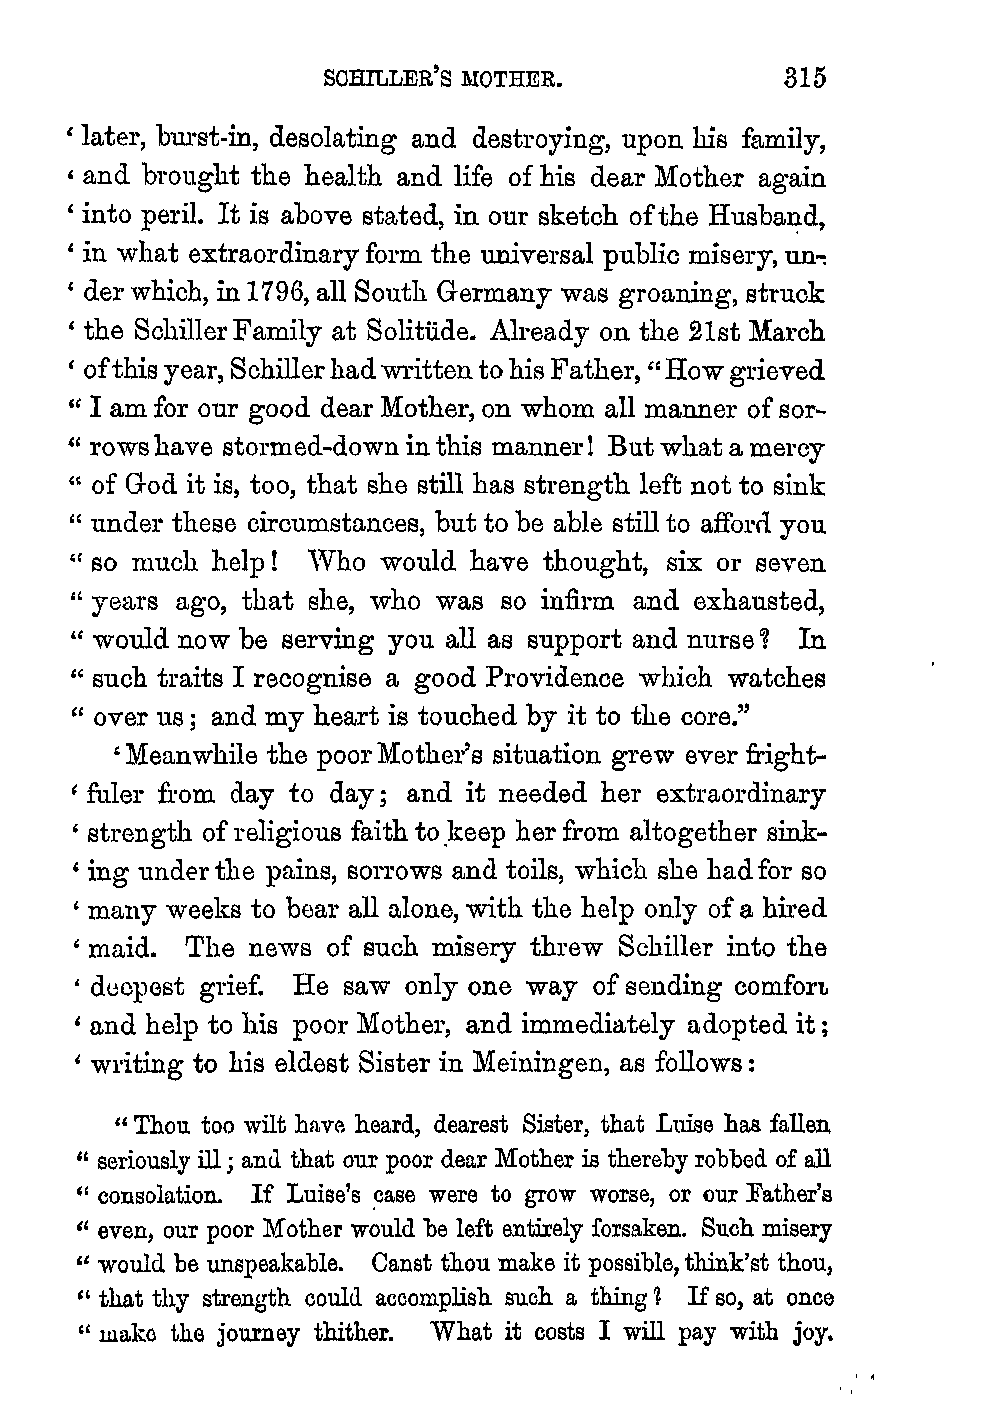 SCHILLER'S MOTHER. 315
‘ later, burst-in, desolating and destroying, upon his family,
‘ and brought the health and life of his dear Mother again
‘ into peril. It is above stated, in our sketch of the Husband,
‘ in what extraordinary form the universal public misery, un-
‘ der which, in 1796, all South Germany was groaning, struck
‘ the Schiller Family at Solitüde. Already on the 21st March
‘ of this year, Schiller had written to his Father, “How grieved
“ I am for our good dear Mother, on whom all manner of sor-
“ rows have stormed-down in this manner! But what a mercy
“ of God it is, too, that she still has strength left not to sink
“ under these circumstances, but to be able still to afford you
“ so much help! Who would have thought, six or seven
“ years ago, that she, who was so infirm and exhausted,
“ would now be serving you all as support and nurse? In
“ such traits I recognise a good Providence which watches
“ over us; and my heart is touched by it to the core.”
‘ Meanwhile the poor Mother's situation grew ever fright-
‘ fuler from day to day; and it needed her extraordinary
‘ strength of religious faith to keep her from altogether sink-
‘ ing under the pains, sorrows and toils, which she had for so
‘ many weeks to bear all alone, with the help only of a hired
‘ maid. The news of such misery threw Schiller into the
‘ deepest grief. He saw only one way of sending comfort
‘ and help to his poor Mother, and immediately adopted it;
‘ writing to his eldest Sister in Meiningen, as follows:
“ Thou too wilt have heard, dearest Sister, that Luise has fallen
“ seriously ill; and that our poor dear Mother is thereby robbed of all
“ consolation. If Luise's case were to grow worse, or our Father's
“ even, our poor Mother would be left entirely forsaken. Such misery
“ would be unspeakable. Canst thou make it possible, think'st thou,
“ that thy strength could accomplish such a thing? If so, at once
“ make the journey thither. What it costs I will pay with joy.